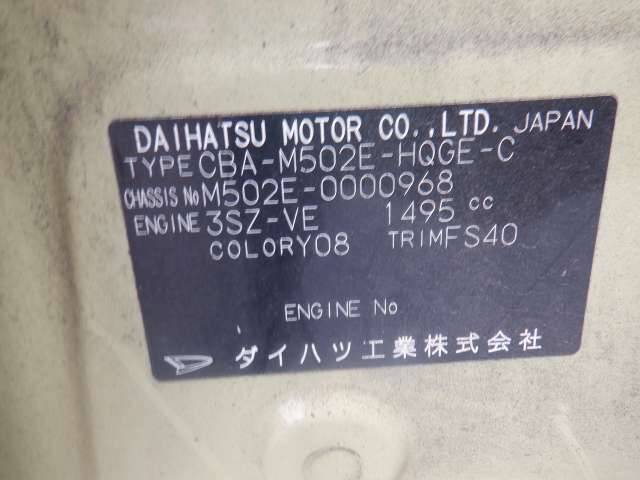 DAIHATSU MOTOR CO.,LTD. JAPAN
TYPE CBA-M502E-HQGE-C
CHASSIS No M502E-0000968
ENGINE 3SZ-VE 1495 cc
COLOR Y08 TRIM FS40
ENGINE No
ダイハツ工業株式会社